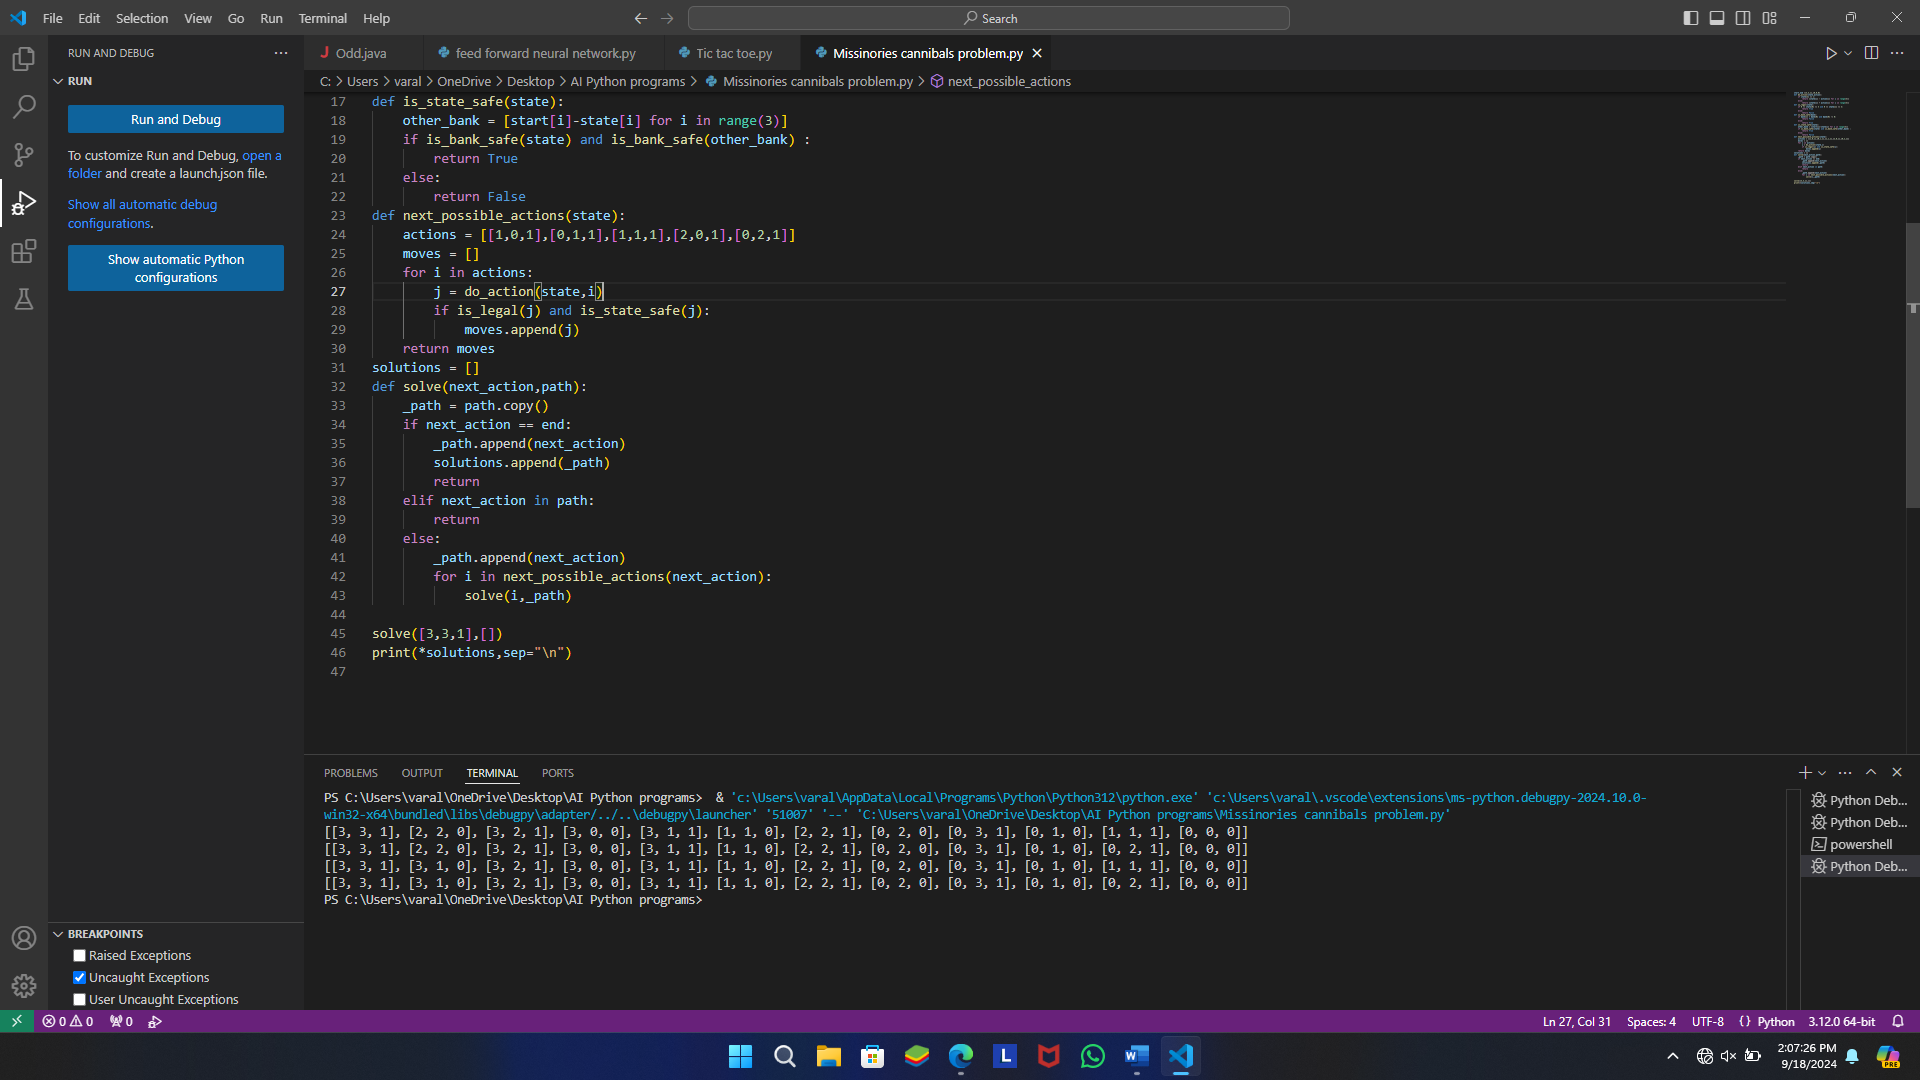 File Edit Selection View Go Run Terminal Help
Search
RUN AND DEBUG
RUN
Run and Debug
To customize Run and Debug, open a
folder and create a launch.json file.
Show all automatic debug
configurations.
Show automatic Python
configurations
BREAKPOINTS
Raised Exceptions
Uncaught Exceptions
User Uncaught Exceptions
J Odd.java feed forward neural network.py Tic tac toe.py Missinories cannibals problem.py
C: > Users > varal > OneDrive > Desktop > AI Python programs > Missinories cannibals problem.py > next_possible_actions
17 def is_state_safe(state):
18 other_bank = [start[i]-state[i] for i in range(3)]
19 if is_bank_safe(state) and is_bank_safe(other_bank) :
20 return True
21 else:
22 return False
23 def next_possible_actions(state):
24 actions = [[1,0,1],[0,1,1],[1,1,1],[2,0,1],[0,2,1]]
25 moves = []
26 for i in actions:
27 j = do_action(state,i)
28 if is_legal(j) and is_state_safe(j):
29 moves.append(j)
30 return moves
31 solutions = []
32 def solve(next_action,path):
33 _path = path.copy()
34 if next_action == end:
35 _path.append(next_action)
36 solutions.append(_path)
37 return
38 elif next_action in path:
39 return
40 else:
41 _path.append(next_action)
42 for i in next_possible_actions(next_action):
43 solve(i,_path)
44
45 solve([3,3,1],[])
46 print(*solutions,sep="\n")
47
PROBLEMS OUTPUT TERMINAL PORTS
PS C:\Users\varal\OneDrive\Desktop\AI Python programs> & 'c:\Users\varal\AppData\Local\Programs\Python\Python312\python.exe' 'c:\Users\varal\.vscode\extensions\ms-python.debugpy-2024.10.0-
win32-x64\bundled\libs\debugpy\adapter/../..\debugpy\launcher' '51007' '--' 'C:\Users\varal\OneDrive\Desktop\AI Python programs\Missinories cannibals problem.py'
[[3, 3, 1], [2, 2, 0], [3, 2, 1], [3, 0, 0], [3, 1, 1], [1, 1, 0], [2, 2, 1], [0, 2, 0], [0, 3, 1], [0, 1, 0], [1, 1, 1], [0, 0, 0]]
[[3, 3, 1], [2, 2, 0], [3, 2, 1], [3, 0, 0], [3, 1, 1], [1, 1, 0], [2, 2, 1], [0, 2, 0], [0, 3, 1], [0, 1, 0], [0, 2, 1], [0, 0, 0]]
[[3, 3, 1], [3, 1, 0], [3, 2, 1], [3, 0, 0], [3, 1, 1], [1, 1, 0], [2, 2, 1], [0, 2, 0], [0, 3, 1], [0, 1, 0], [1, 1, 1], [0, 0, 0]]
[[3, 3, 1], [3, 1, 0], [3, 2, 1], [3, 0, 0], [3, 1, 1], [1, 1, 0], [2, 2, 1], [0, 2, 0], [0, 3, 1], [0, 1, 0], [0, 2, 1], [0, 0, 0]]
PS C:\Users\varal\OneDrive\Desktop\AI Python programs>
Python Deb...
Python Deb...
powershell
Python Deb...
0 0 0 Ln 27, Col 31 Spaces: 4 UTF-8 {} Python 3.12.0 64-bit
L
W
PRE
2:07:26 PM
9/18/2024